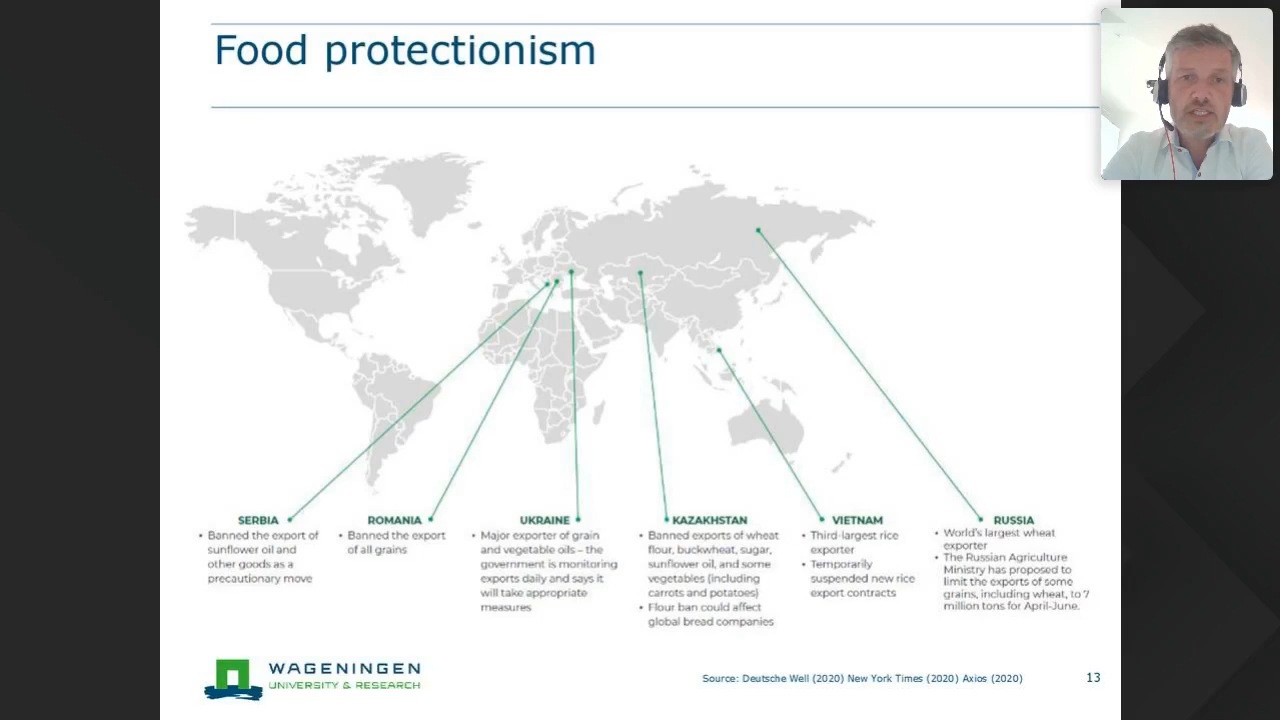 Food protectionism
SERBIA
• Banned the export of
sunflower oil and
other goods as a
precautionary move
ROMANIA
• Banned the export
of all grains
UKRAINE
• Major exporter of grain
and vegetable oils – the
government is monitoring
exports daily and says it
will take appropriate
measures
KAZAKHSTAN
• Banned exports of wheat
flour, buckwheat, sugar,
sunflower oil, and some
vegetables (including
carrots and potatoes)
• Flour ban could affect
global bread companies
VIETNAM
• Third-largest rice
exporter
• Temporarily
suspended new rice
export contracts
RUSSIA
• World's largest wheat
exporter
• The Russian Agriculture
Ministry has proposed to
limit the exports of some
grains, including wheat, to 7
million tons for April-June.
WAGENINGEN
UNIVERSITY & RESEARCH
Source: Deutsche Well (2020) New York Times (2020) Axios (2020)
13